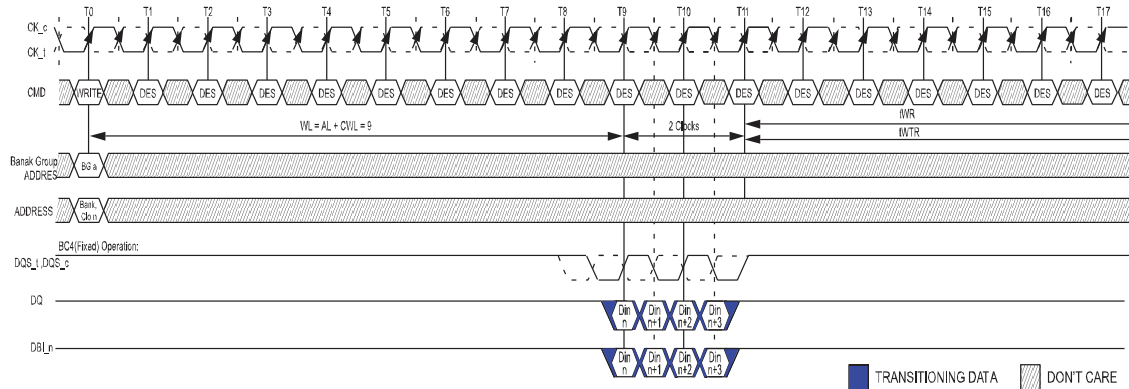 T0 T1 T2 T3 T4 T5 T6 T7 T8 T9 T10 T11 T12 T13 T14 T15 T16 T17
CK_c
CK_t
CMD WRITE DES DES DES DES DES DES DES DES DES DES DES DES DES DES DES DES DES
WL = AL + CWL = 9 2 Clocks tWR
tWTR
Banak Group
ADDRES
BG a
ADDRESS
Bank,
Clo n
BC4(Fixed) Operation:
DQS_t ,DQS_c
DQ
Din n Din n+1 Din n+2 Din n+3
DBI_n
Din n Din n+1 Din n+2 Din n+3
TRANSITIONING DATA DON'T CARE